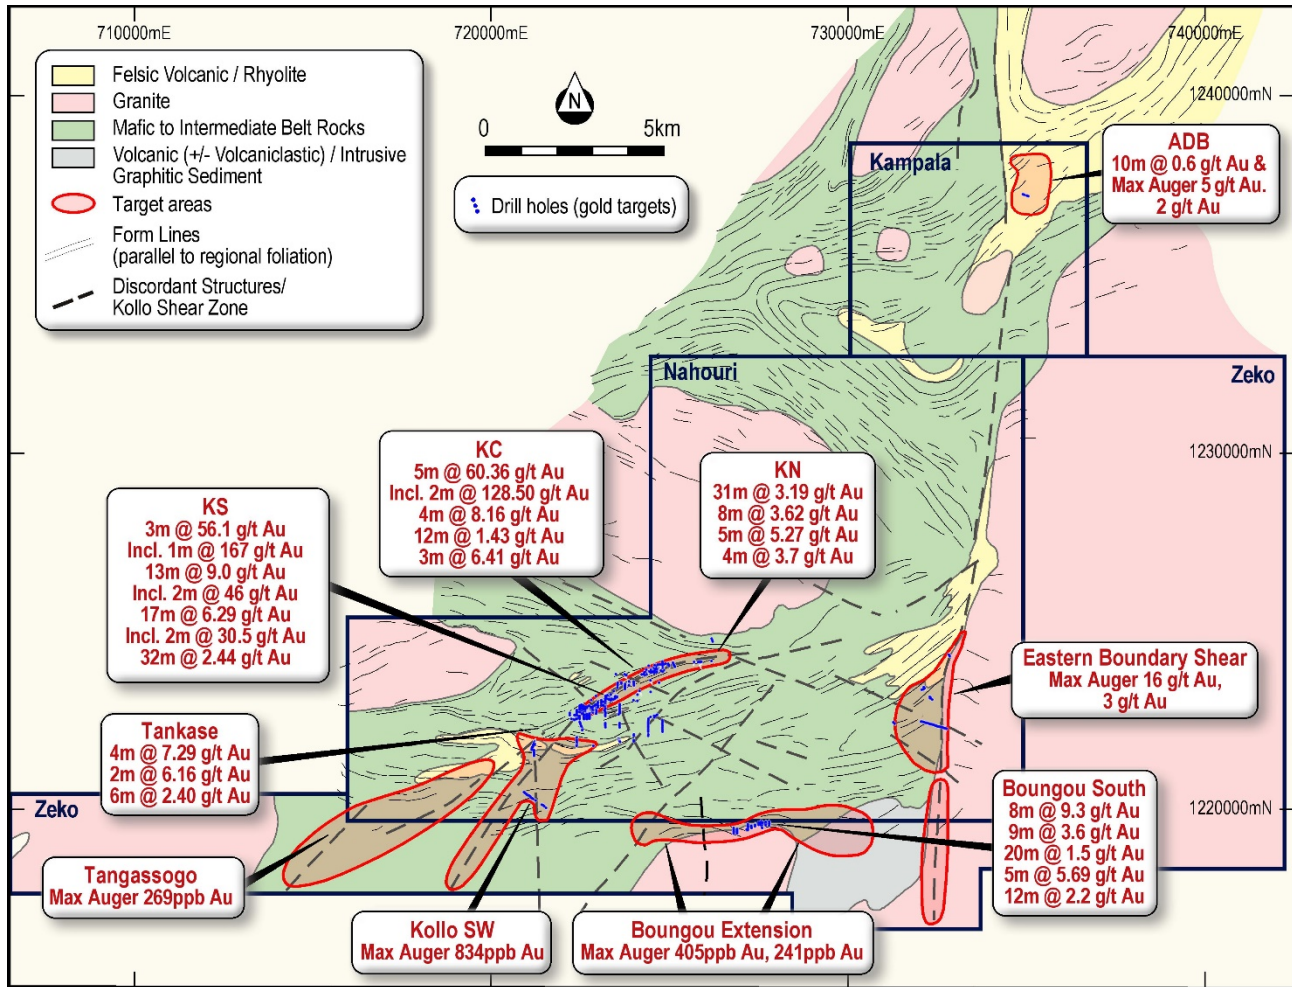 710000mE
720000mE
730000mE
740000mE
Felsic Volcanic / Rhyolite
Granite
Mafic to Intermediate Belt Rocks
Volcanic (+/- Volcaniclastic) / Intrusive
Graphitic Sediment
Target areas
Form Lines
(parallel to regional foliation)
Discordant Structures/
Kollo Shear Zone
N
0 5km
Drill holes (gold targets)
1240000mN
Kampala
ADB
10m @ 0.6 g/t Au &
Max Auger 5 g/t Au.
2 g/t Au
Nahouri
Zeko
1230000mN
KC
5m @ 60.36 g/t Au
Incl. 2m @ 128.50 g/t Au
4m @ 8.16 g/t Au
12m @ 1.43 g/t Au
3m @ 6.41 g/t Au
KN
31m @ 3.19 g/t Au
8m @ 3.62 g/t Au
5m @ 5.27 g/t Au
4m @ 3.7 g/t Au
KS
3m @ 56.1 g/t Au
Incl. 1m @ 167 g/t Au
13m @ 9.0 g/t Au
Incl. 2m @ 46 g/t Au
17m @ 6.29 g/t Au
Incl. 2m @ 30.5 g/t Au
32m @ 2.44 g/t Au
Eastern Boundary Shear
Max Auger 16 g/t Au,
3 g/t Au
Tankase
4m @ 7.29 g/t Au
2m @ 6.16 g/t Au
6m @ 2.40 g/t Au
Zeko
1220000mN
Boungou South
8m @ 9.3 g/t Au
9m @ 3.6 g/t Au
20m @ 1.5 g/t Au
5m @ 5.69 g/t Au
12m @ 2.2 g/t Au
Tangassogo
Max Auger 269ppb Au
Kollo SW
Max Auger 834ppb Au
Boungou Extension
Max Auger 405ppb Au, 241ppb Au